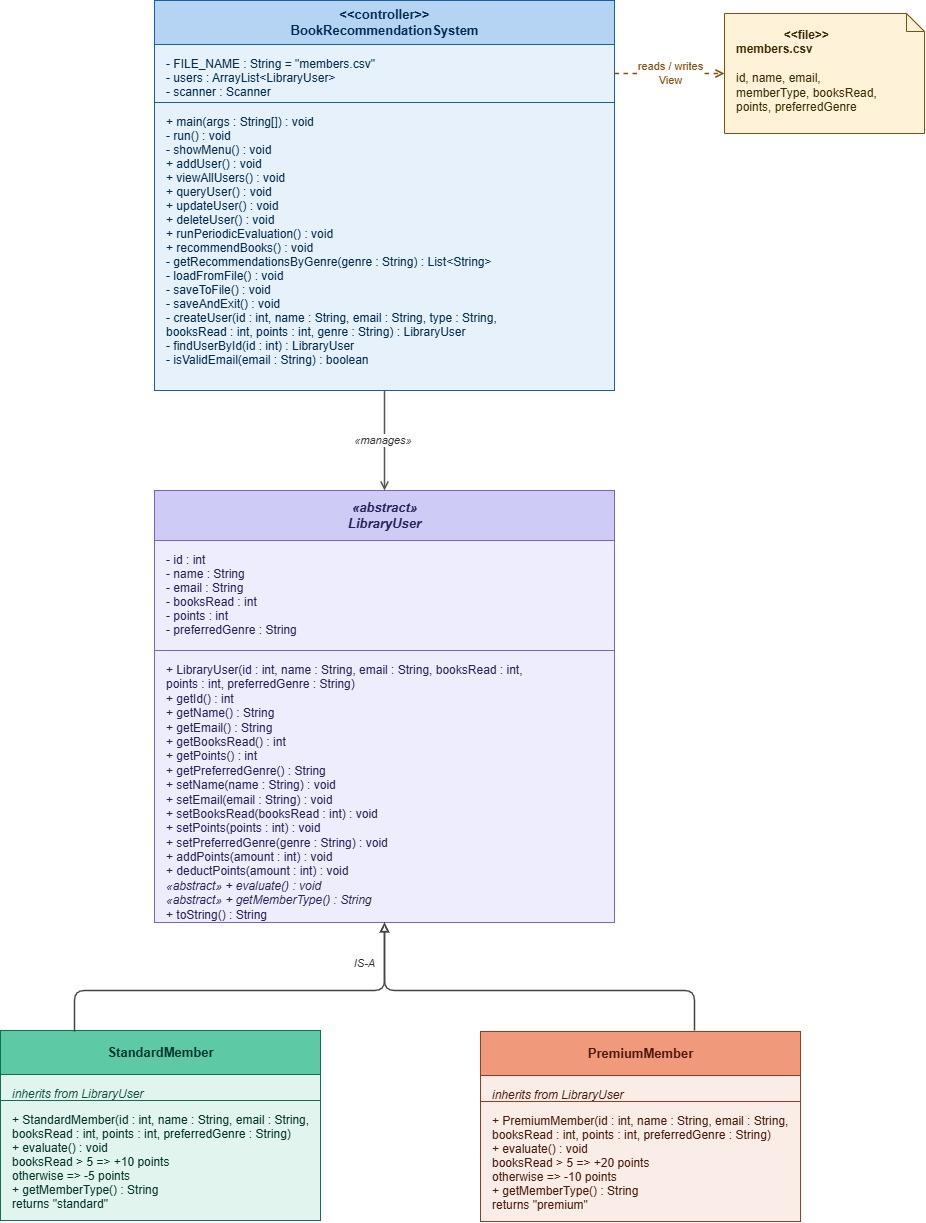 <<controller>>
BookRecommendationSystem
- FILE_NAME : String = "members.csv"
- users : ArrayList<LibraryUser>
- scanner : Scanner
+ main(args : String[]) : void
- run() : void
- showMenu() : void
+ addUser() : void
+ viewAllUsers() : void
+ queryUser() : void
+ updateUser() : void
+ deleteUser() : void
+ runPeriodicEvaluation() : void
+ recommendBooks() : void
- getRecommendationsByGenre(genre : String) : List<String>
- loadFromFile() : void
- saveToFile() : void
- saveAndExit() : void
- createUser(id : int, name : String, email : String, type : String,
booksRead : int, points : int, genre : String) : LibraryUser
- findUserById(id : int) : LibraryUser
- isValidEmail(email : String) : boolean
reads / writes
View
<<file>>
members.csv
id, name, email,
memberType, booksRead,
points, preferredGenre
«manages»
«abstract»
LibraryUser
- id : int
- name : String
- email : String
- booksRead : int
- points : int
- preferredGenre : String
+ LibraryUser(id : int, name : String, email : String, booksRead : int,
points : int, preferredGenre : String)
+ getId() : int
+ getName() : String
+ getEmail() : String
+ getBooksRead() : int
+ getPoints() : int
+ getPreferredGenre() : String
+ setName(name : String) : void
+ setEmail(email : String) : void
+ setBooksRead(booksRead : int) : void
+ setPoints(points : int) : void
+ setPreferredGenre(genre : String) : void
+ addPoints(amount : int) : void
+ deductPoints(amount : int) : void
«abstract» + evaluate() : void
«abstract» + getMemberType() : String
+ toString() : String
IS-A
StandardMember
inherits from LibraryUser
+ StandardMember(id : int, name : String, email : String,
booksRead : int, points : int, preferredGenre : String)
+ evaluate() : void
booksRead > 5 => +10 points
otherwise => -5 points
+ getMemberType() : String
returns "standard"
PremiumMember
inherits from LibraryUser
+ PremiumMember(id : int, name : String, email : String,
booksRead : int, points : int, preferredGenre : String)
+ evaluate() : void
booksRead > 5 => +20 points
otherwise => -10 points
+ getMemberType() : String
returns "premium"